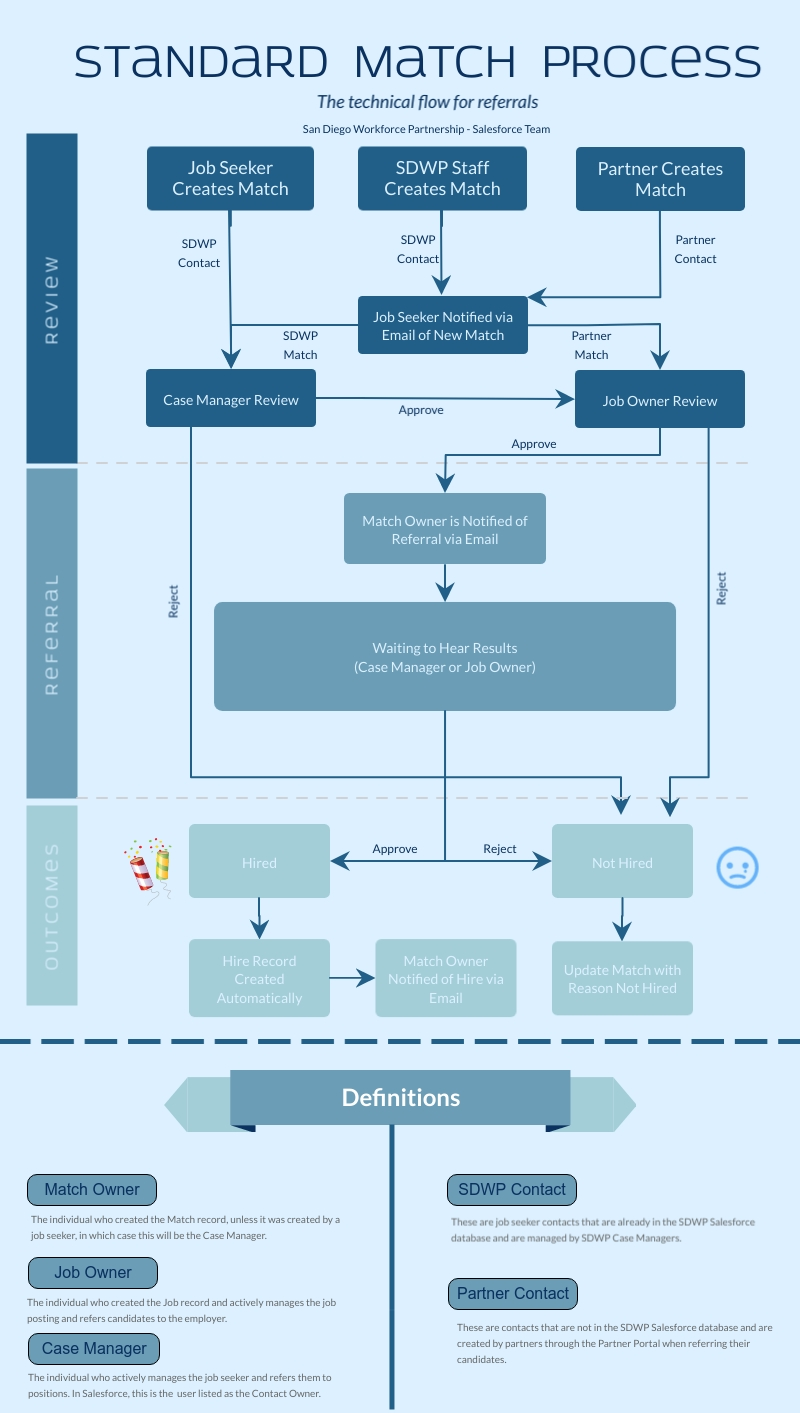 STANDARD MATCH PROCESS
The technical flow for referrals
San Diego Workforce Partnership - Salesforce Team
REVIEW
Job Seeker
Creates Match
SDWP Staff
Creates Match
Partner Creates
Match
SDWP
Contact
SDWP
Contact
Partner
Contact
Job Seeker Notified via
Email of New Match
SDWP
Match
Partner
Match
Case Manager Review
Approve
Job Owner Review
Approve
REFERRAL
Match Owner is Notified of
Referral via Email
Reject
Reject
Waiting to Hear Results
(Case Manager or Job Owner)
OUTCOMES
Hired
Approve
Reject
Not Hired
Hire Record
Created
Automatically
Match Owner
Notified of Hire via
Email
Update Match with
Reason Not Hired
Definitions
Match Owner
The individual who created the Match record, unless it was created by a
job seeker, in which case this will be the Case Manager.
Job Owner
The individual who created the Job record and actively manages the job
posting and refers candidates to the employer.
Case Manager
The individual who actively manages the job seeker and refers them to
positions. In Salesforce, this is the user listed as the Contact Owner.
SDWP Contact
These are job seeker contacts that are already in the SDWP Salesforce
database and are managed by SDWP Case Managers.
Partner Contact
These are contacts that are not in the SDWP Salesforce database and are
created by partners through the Partner Portal when referring their
candidates.